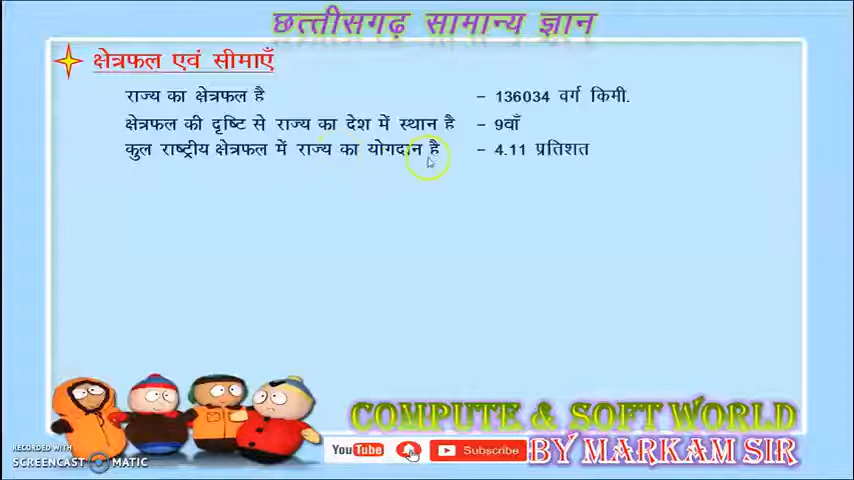 छत्तीसगढ़ सामान्य ज्ञान
क्षेत्रफल एवं सीमाएँ
राज्य का क्षेत्रफल है – 136034 वर्ग किमी.
क्षेत्रफल की दृष्टि से राज्य का देश में स्थान है – 9वाँ
कुल राष्ट्रीय क्षेत्रफल में राज्य का योगदान है – 4.11 प्रतिशत
COMPUTE & SOFT WORLD
YouTube Subscribe BY MARKAM SIR
RECORDED WITH
SCREENCAST MATIC